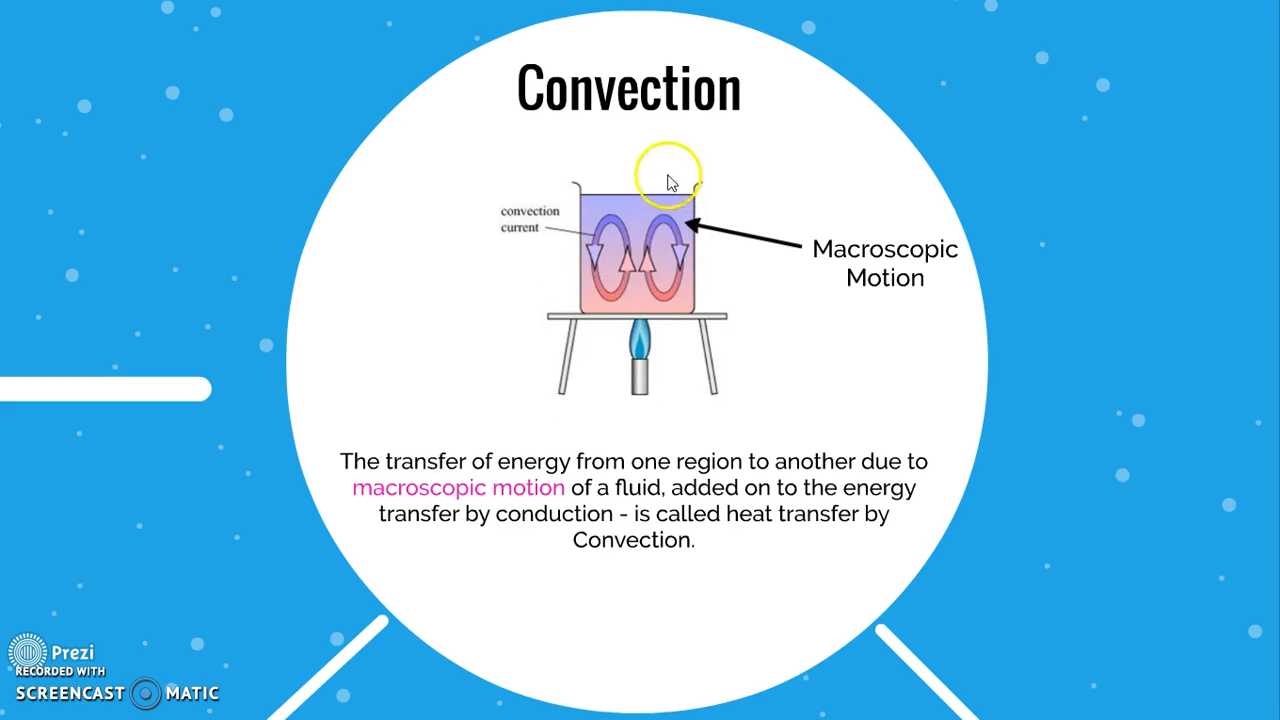 Convection
convection
current
Macroscopic
Motion
The transfer of energy from one region to another due to
macroscopic motion of a fluid, added on to the energy
transfer by conduction - is called heat transfer by
Convection.
Prezi
RECORDED WITH
SCREENCAST MATIC